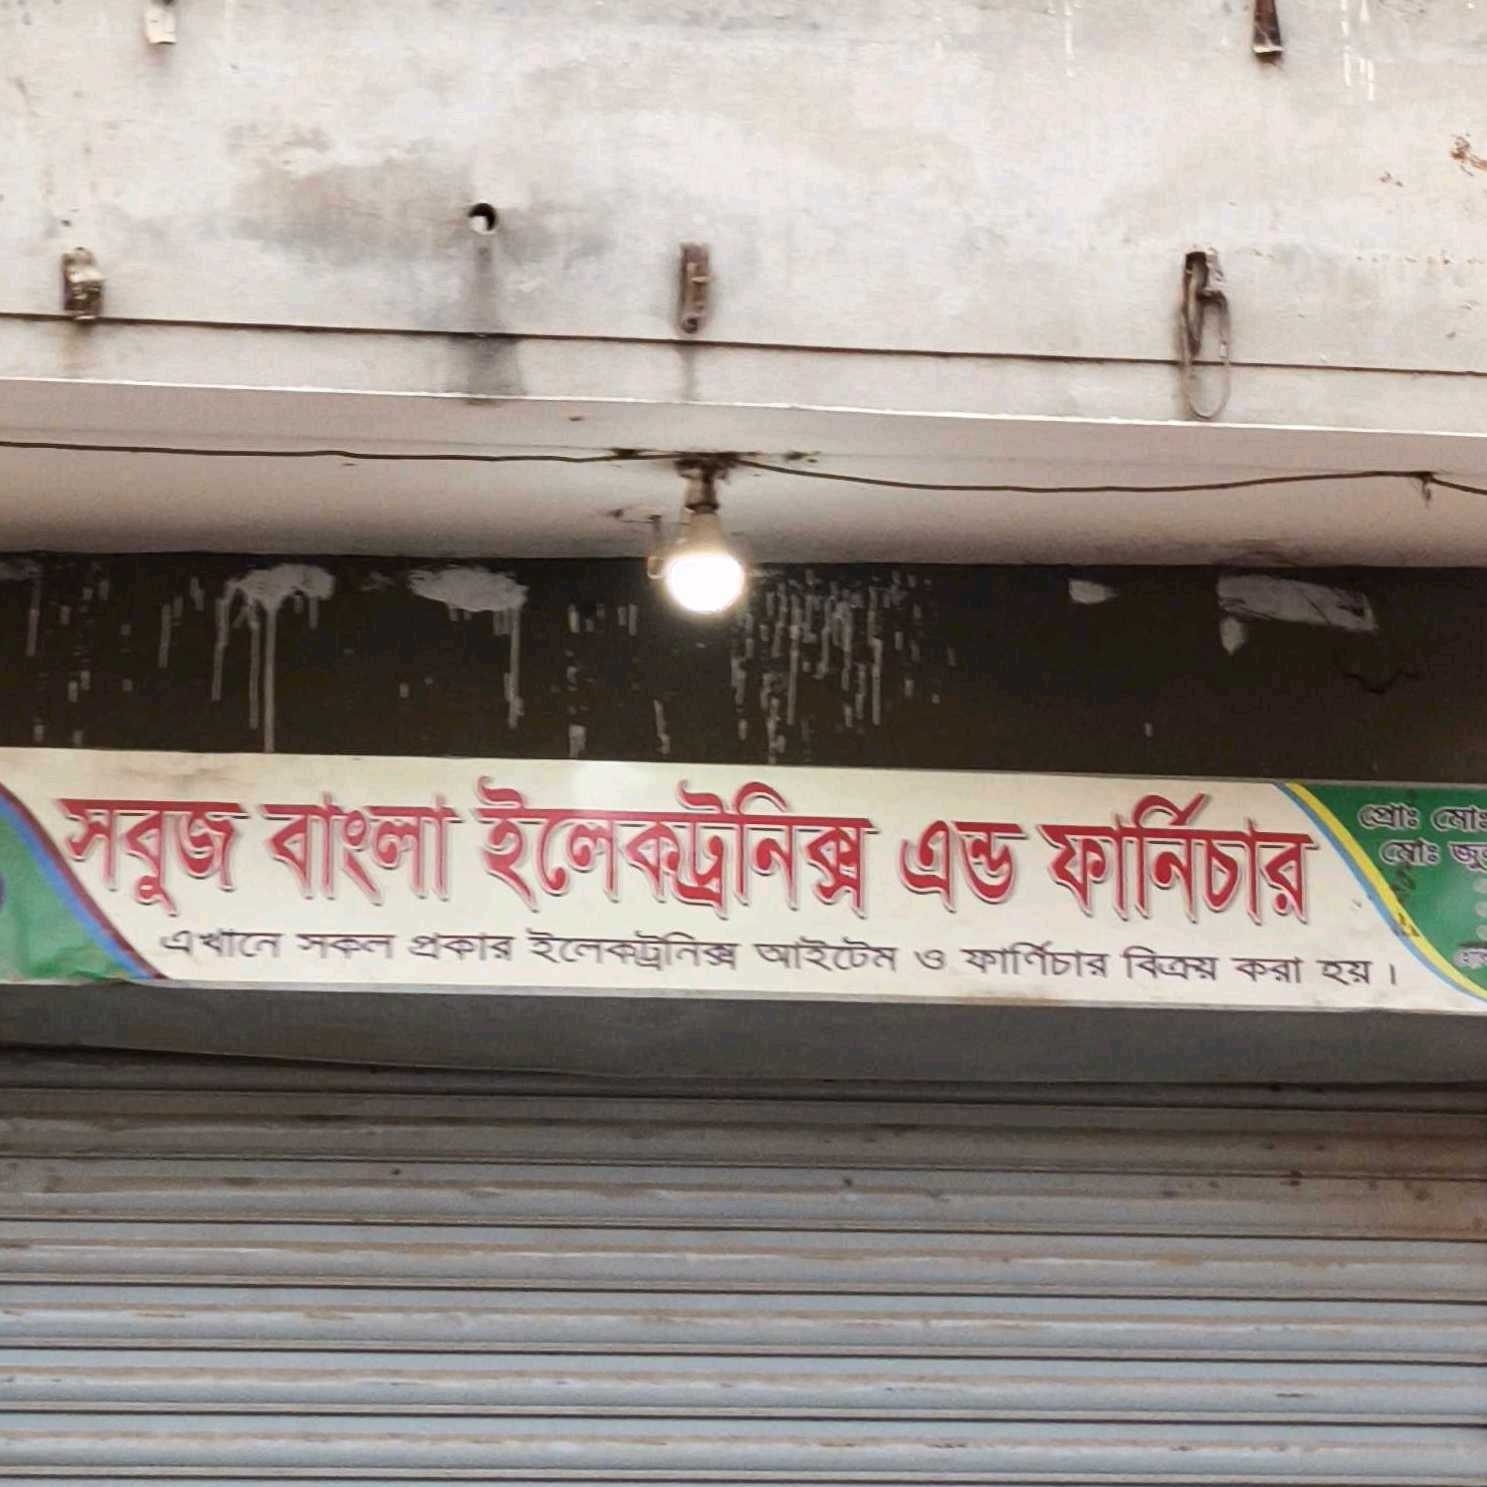 সবুজ বাংলা ইলেকট্রনিক্স এন্ড ফার্নিচার
এখানে সকল প্রকার ইলেকট্রনিক্স আইটেম ও ফার্নিচার বিক্রয় করা হয়।
প্রোঃ মোঃ
মোঃ